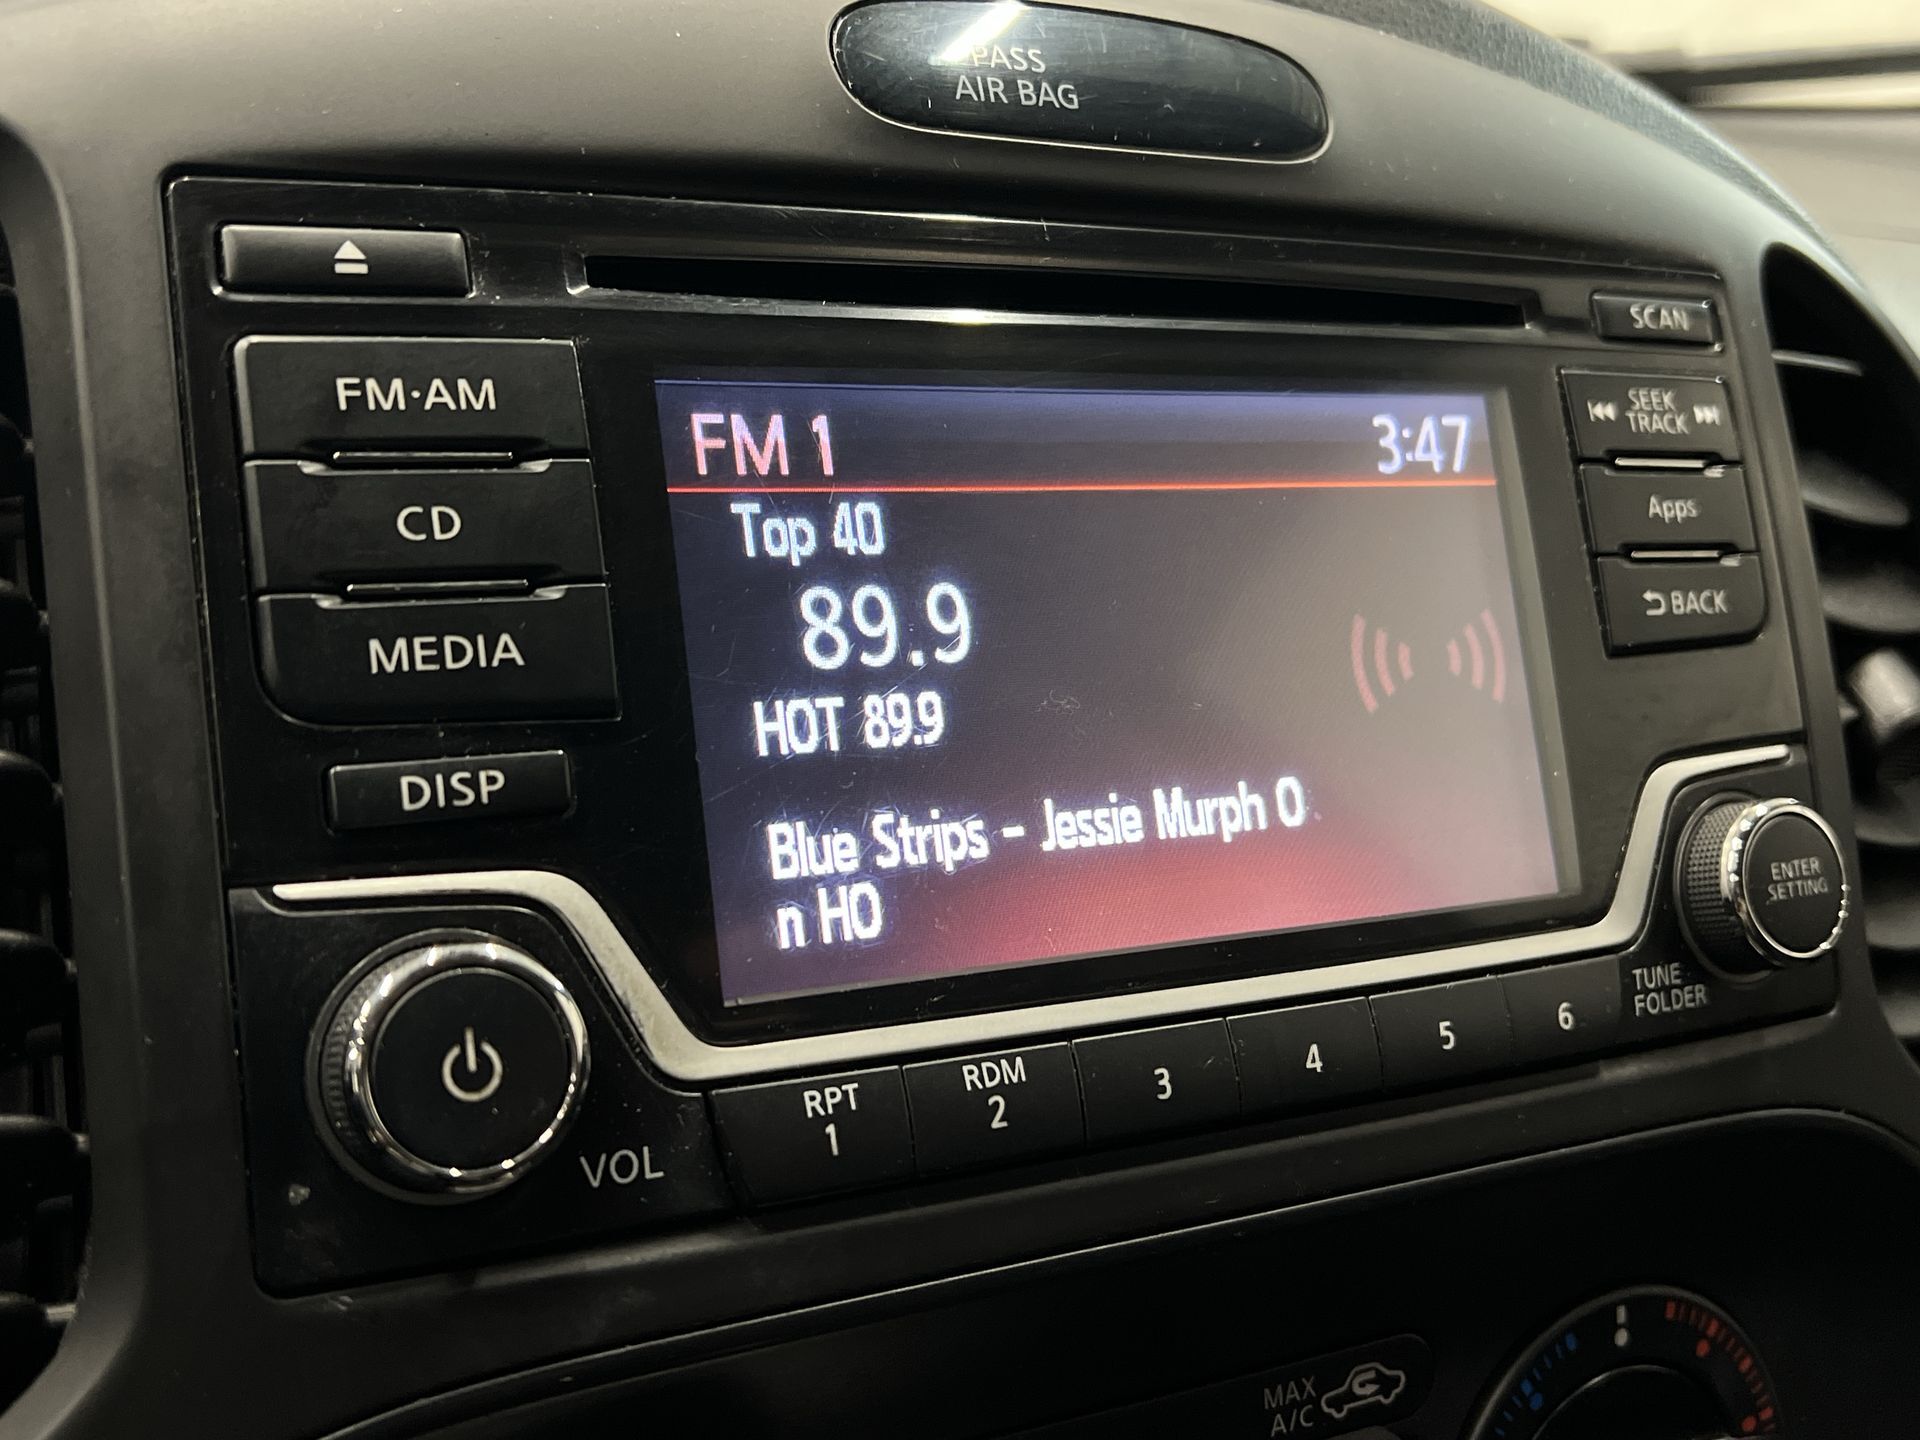 PASS
AIR BAG
SCAN
FM·AM
CD
MEDIA
DISP
FM 1
3:47
Top 40
89.9
HOT 89.9
Blue Strips - Jessie Murph O
n HO
SEEK
TRACK
Apps
BACK
ENTER
SETTING
TUNE
FOLDER
VOL
RPT
1
RDM
2
3
4
5
6
MAX
A/C